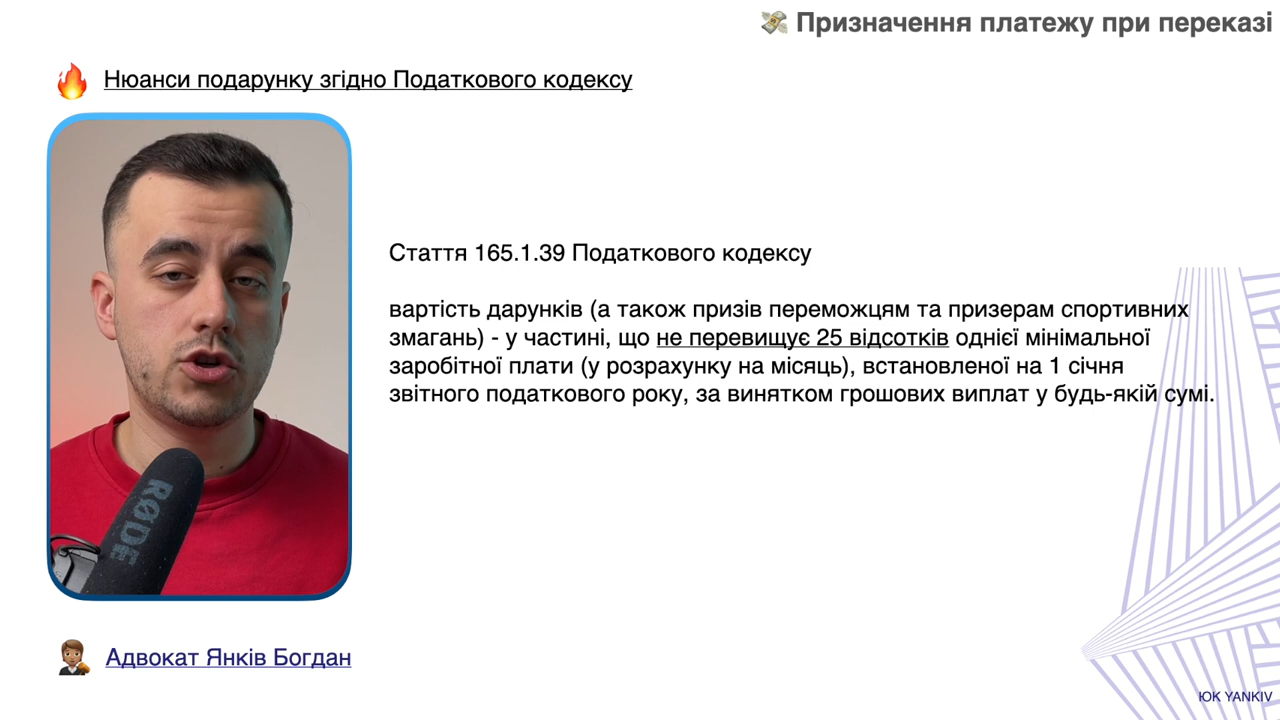 Призначення платежу при переказі
Нюанси подарунку згідно Податкового кодексу
Стаття 165.1.39 Податкового кодексу
вартість дарунків (а також призів переможцям та призерам спортивних
змагань) - у частині, що не перевищує 25 відсотків однієї мінімальної
заробітної плати (у розрахунку на місяць), встановленої на 1 січня
звітного податкового року, за винятком грошових виплат у будь-якій сумі.
RØDE
Адвокат Янків Богдан
ЮК YANKIV